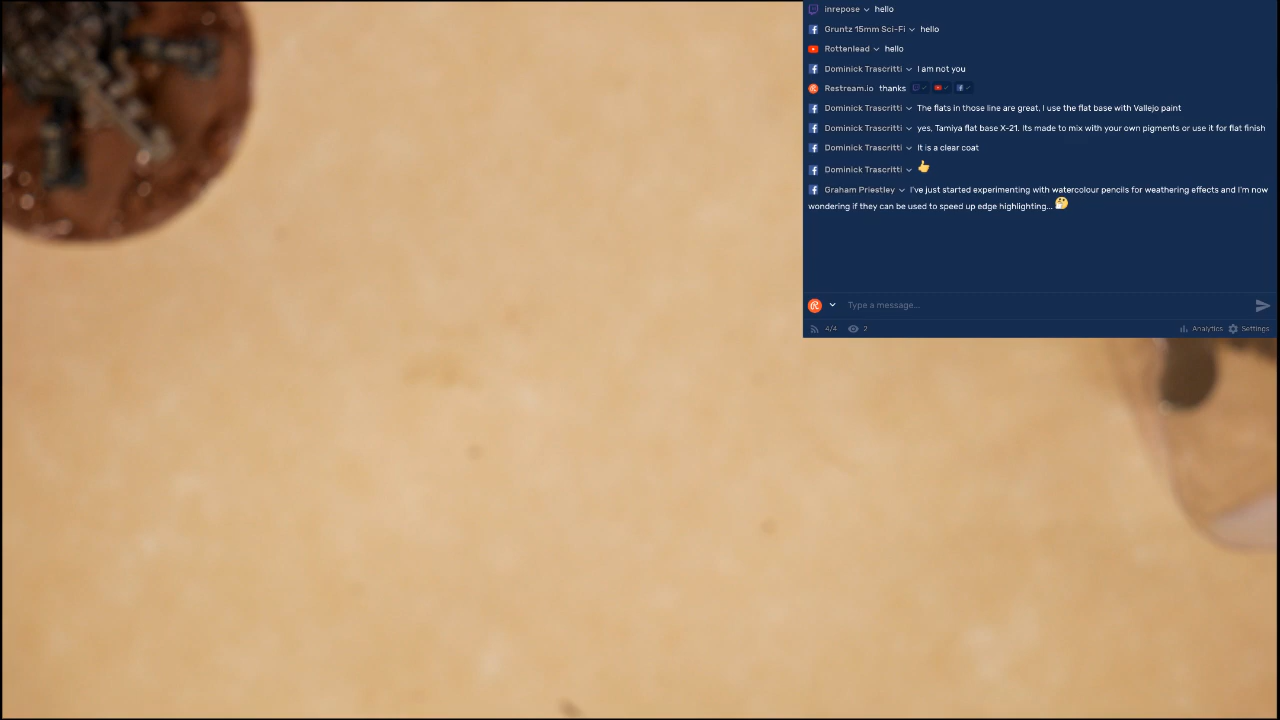 inrepose hello
Gruntz 15mm Sci-Fi hello
Rottenlead hello
Dominick Trascritti I am not you
Restream.io thanks
Dominick Trascritti The flats in those line are great. I use the flat base with Vallejo paint
Dominick Trascritti yes, Tamiya flat base X-21. Its made to mix with your own pigments or use it for flat finish
Dominick Trascritti It is a clear coat
Dominick Trascritti 👍
Graham Priestley I've just started experimenting with watercolour pencils for weathering effects and I'm now
wondering if they can be used to speed up edge highlighting... 🤔
Type a message...
4/4 2 Analytics Settings